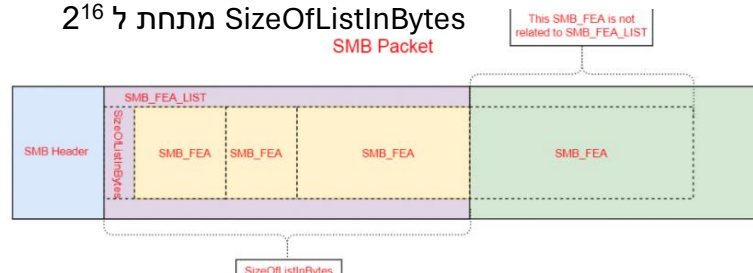 SizeOfListInBytes מתחת ל 2¹⁶
This SMB_FEA is not
related to SMB_FEA_LIST
SMB Packet
SMB_FEA_LIST
SMB Header
SizeOfListInBytes
SMB_FEA
SMB_FEA
SMB_FEA
SMB_FEA
SizeOfListInBytes